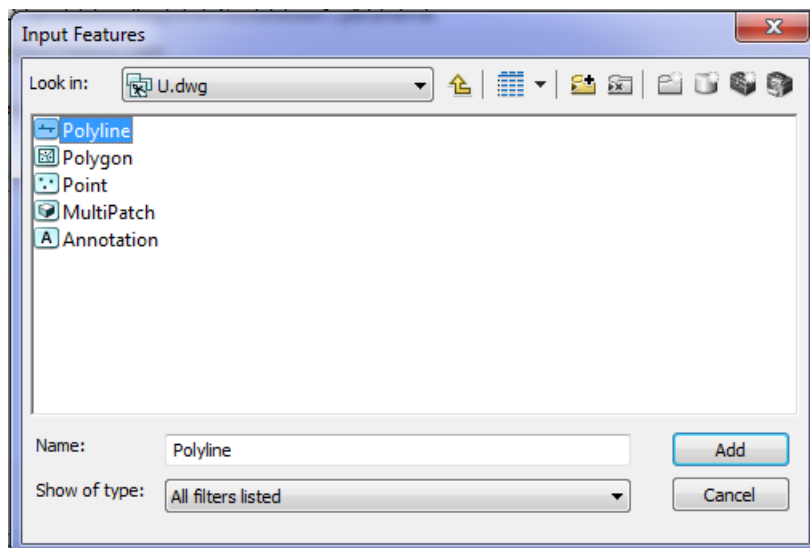 Input Features
Look in:
U.dwg
Polyline
Polygon
Point
MultiPatch
A Annotation
Name:
Polyline
Add
Show of type:
All filters listed
Cancel